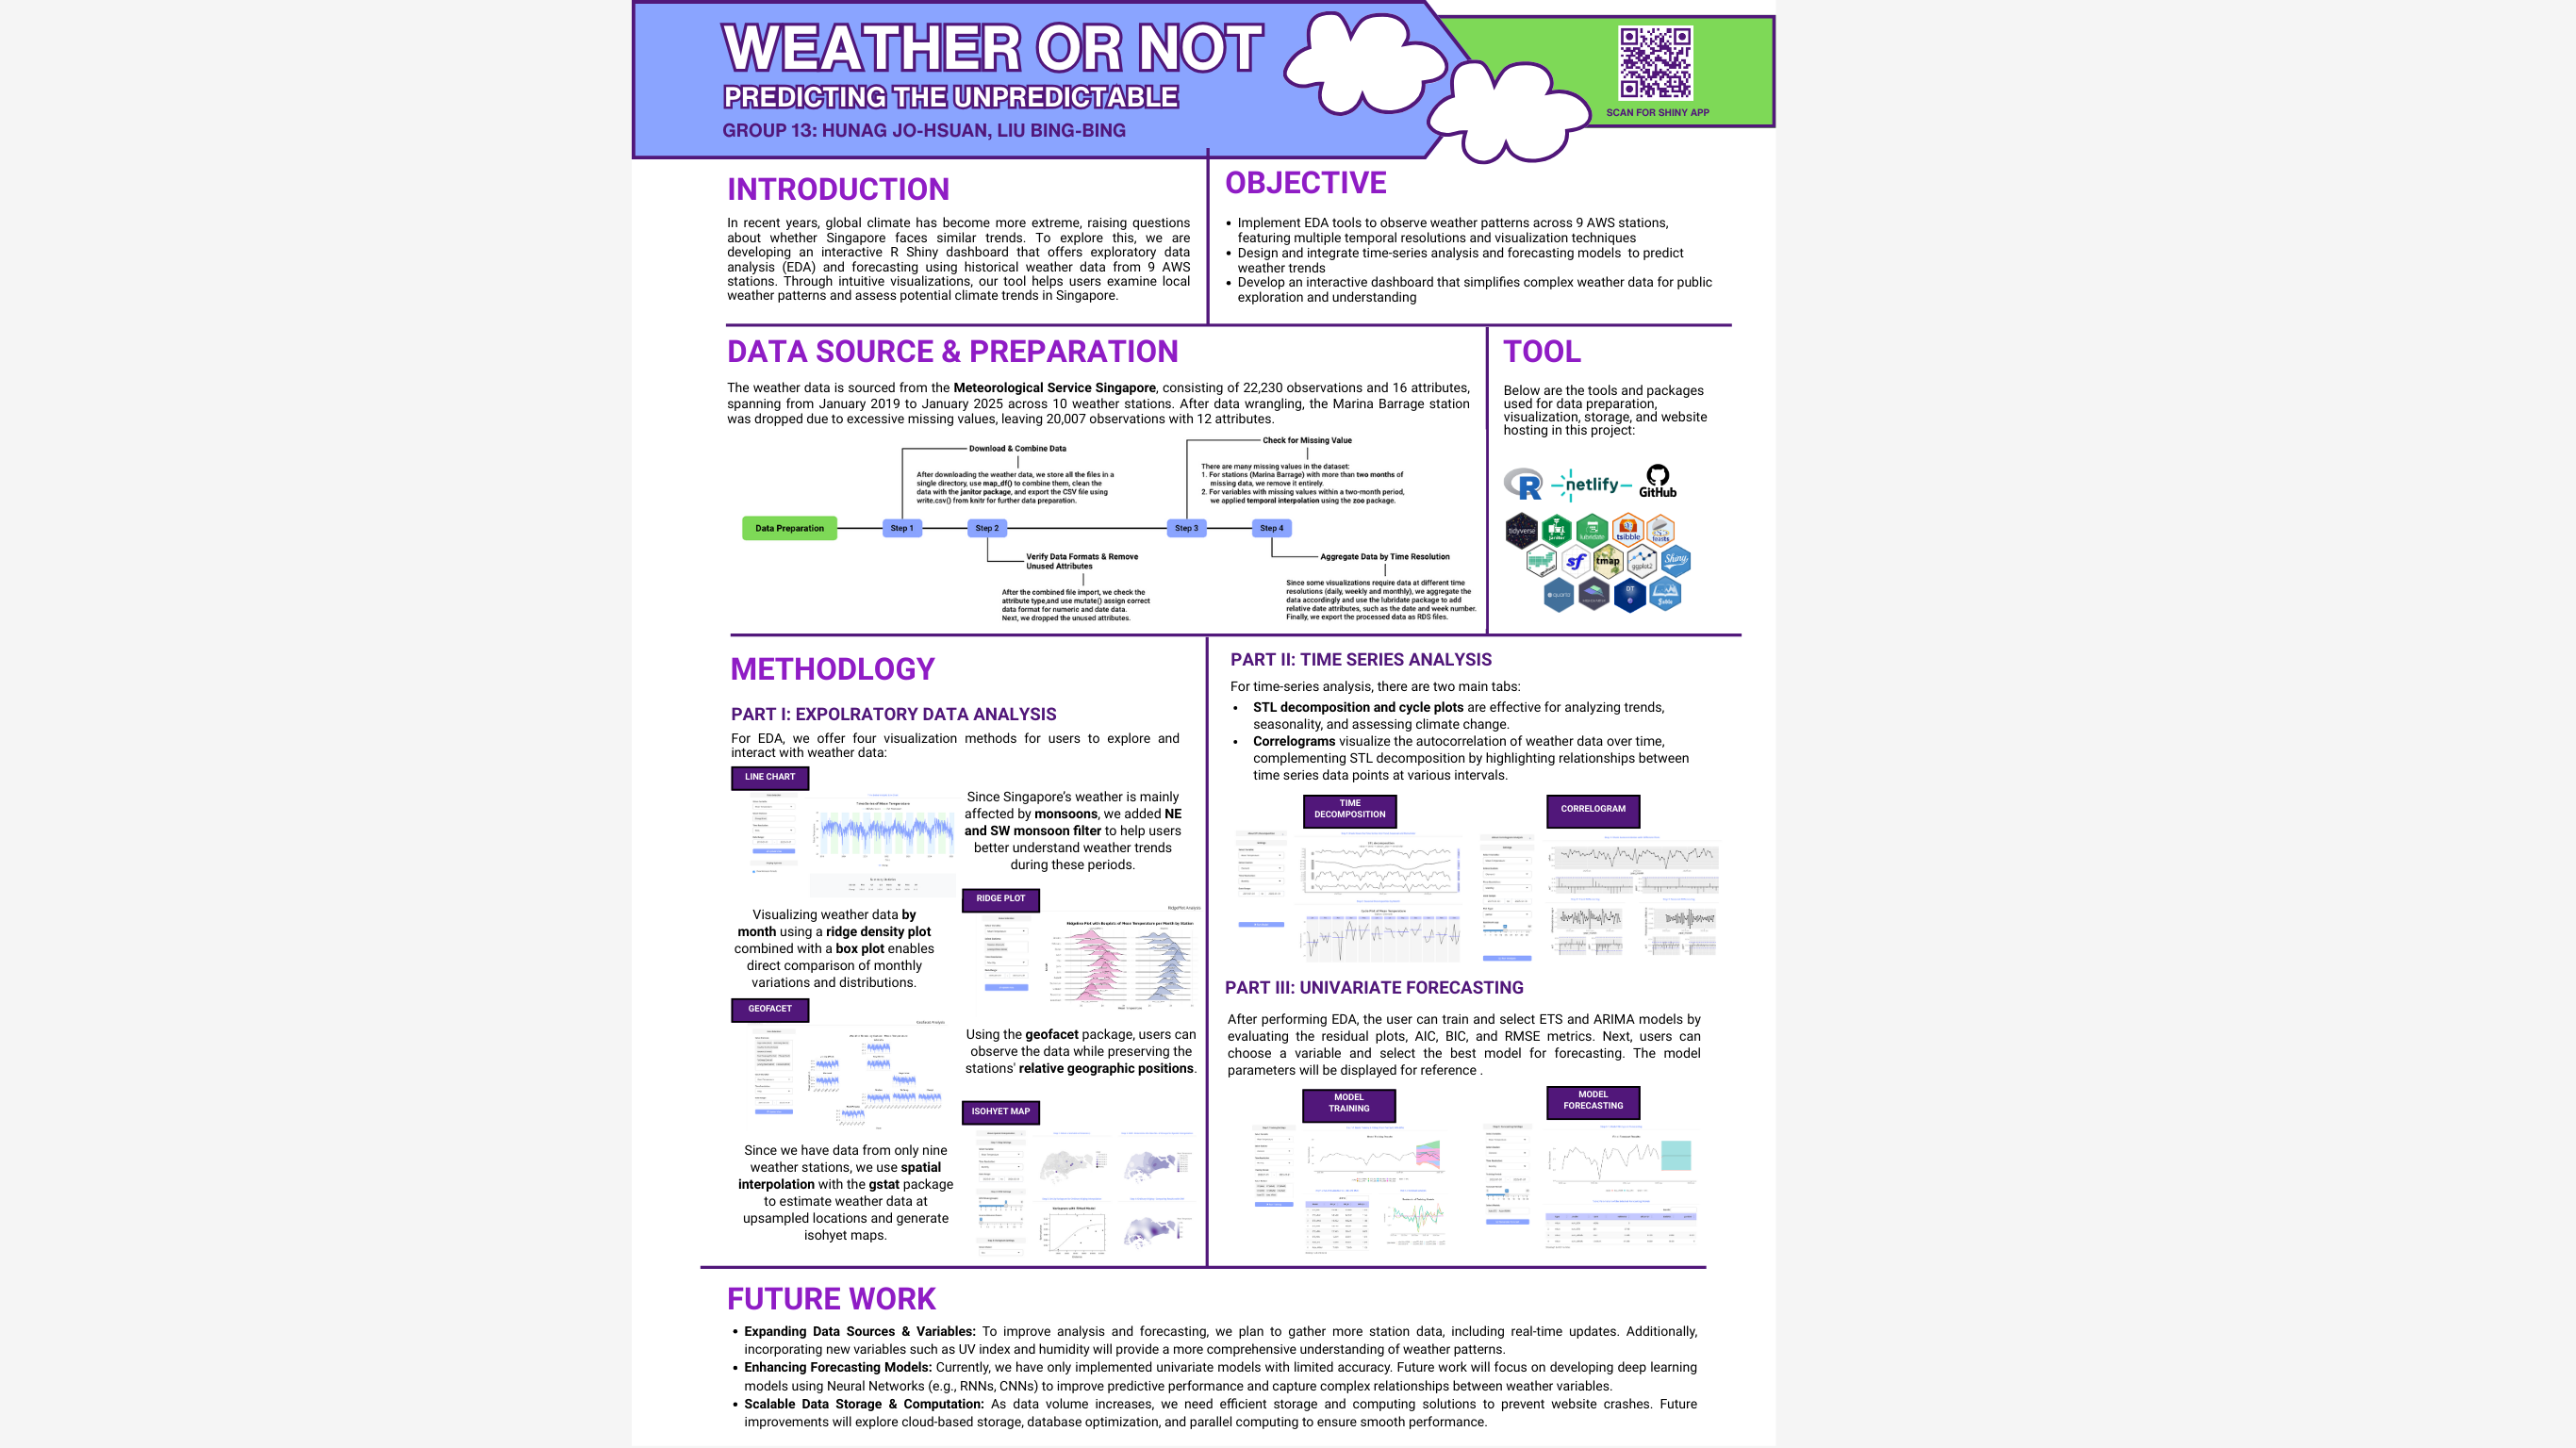 WEATHER OR NOT
PREDICTING THE UNPREDICTABLE
GROUP 13: HUNAG JO-HSUAN, LIU BING-BING
SCAN FOR SHINY APP
INTRODUCTION
In recent years, global climate has become more extreme, raising questions
about whether Singapore faces similar trends. To explore this, we are
developing an interactive R Shiny dashboard that offers exploratory data
analysis (EDA) and forecasting using historical weather data from 9 AWS
stations. Through intuitive visualizations, our tool helps users examine local
weather patterns and assess potential climate trends in Singapore.
OBJECTIVE
• Implement EDA tools to observe weather patterns across 9 AWS stations,
featuring multiple temporal resolutions and visualization techniques
• Design and integrate time-series analysis and forecasting models to predict
weather trends
• Develop an interactive dashboard that simplifies complex weather data for public
exploration and understanding
DATA SOURCE & PREPARATION
The weather data is sourced from the Meteorological Service Singapore, consisting of 22,230 observations and 16 attributes,
spanning from January 2019 to January 2025 across 10 weather stations. After data wrangling, the Marina Barrage station
was dropped due to excessive missing values, leaving 20,007 observations with 12 attributes.
Data Preparation
Step 1
Download & Combine Data
After downloading the weather data, we store all the files in a
single directory, use map_df() to combine them, clean the
data with the janitor package, and export the CSV file using
write.csv() from knitr for further data preparation.
Step 2
Verify Data Formats & Remove
Unused Attributes
After the combined file import, we check the
attribute type,and use mutate() assign correct
data format for numeric and date data.
Next, we dropped the unused attributes.
Step 3
Check for Missing Value
There are many missing values in the dataset:
1. For stations (Marina Barrage) with more than two months of
missing data, we remove it entirely.
2. For variables with missing values within a two-month period,
we applied temporal interpolation using the zoo package.
Step 4
Aggregate Data by Time Resolution
Since some visualizations require data at different time
resolutions (daily, weekly and monthly), we aggregate the
data accordingly and use the lubridate package to add
relative date attributes, such as the date and week number.
Finally, we export the processed data as RDS files.
TOOL
Below are the tools and packages
used for data preparation,
visualization, storage, and website
hosting in this project:
R
netlify
GitHub
tidyverse
janitor
lubridate
tsibble
feasts
sf
tmap
ggplot2
Shiny
quarto
DT
fable
METHODLOGY
PART I: EXPOLRATORY DATA ANALYSIS
For EDA, we offer four visualization methods for users to explore and
interact with weather data:
LINE CHART
Since Singapore's weather is mainly
affected by monsoons, we added NE
and SW monsoon filter to help users
better understand weather trends
during these periods.
RIDGE PLOT
RidgePlot Analysis
Visualizing weather data by
month using a ridge density plot
combined with a box plot enables
direct comparison of monthly
variations and distributions.
GEOFACET
Geofacet Analysis
Using the geofacet package, users can
observe the data while preserving the
stations' relative geographic positions.
ISOHYET MAP
Since we have data from only nine
weather stations, we use spatial
interpolation with the gstat package
to estimate weather data at
upsampled locations and generate
isohyet maps.
PART II: TIME SERIES ANALYSIS
For time-series analysis, there are two main tabs:
• STL decomposition and cycle plots are effective for analyzing trends,
seasonality, and assessing climate change.
• Correlograms visualize the autocorrelation of weather data over time,
complementing STL decomposition by highlighting relationships between
time series data points at various intervals.
TIME
DECOMPOSITION
CORRELOGRAM
PART III: UNIVARIATE FORECASTING
After performing EDA, the user can train and select ETS and ARIMA models by
evaluating the residual plots, AIC, BIC, and RMSE metrics. Next, users can
choose a variable and select the best model for forecasting. The model
parameters will be displayed for reference .
MODEL
TRAINING
MODEL
FORECASTING
FUTURE WORK
• Expanding Data Sources & Variables: To improve analysis and forecasting, we plan to gather more station data, including real-time updates. Additionally,
incorporating new variables such as UV index and humidity will provide a more comprehensive understanding of weather patterns.
• Enhancing Forecasting Models: Currently, we have only implemented univariate models with limited accuracy. Future work will focus on developing deep learning
models using Neural Networks (e.g., RNNs, CNNs) to improve predictive performance and capture complex relationships between weather variables.
• Scalable Data Storage & Computation: As data volume increases, we need efficient storage and computing solutions to prevent website crashes. Future
improvements will explore cloud-based storage, database optimization, and parallel computing to ensure smooth performance.